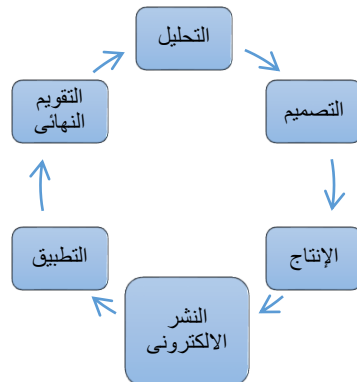 التحليل
التصميم
الإنتاج
النشر
الالكترونى
التطبيق
التقويم
النهائى